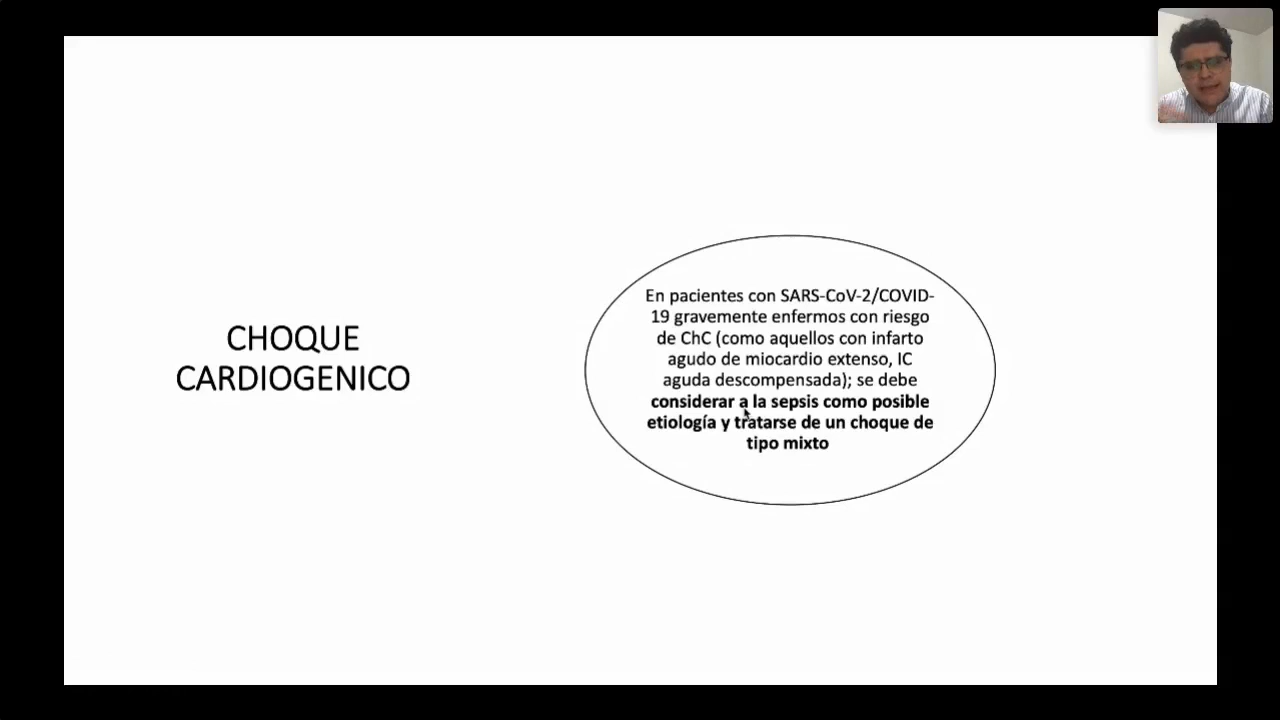 CHOQUE
CARDIOGENICO
En pacientes con SARS-CoV-2/COVID-
19 gravemente enfermos con riesgo
de ChC (como aquellos con infarto
agudo de miocardio extenso, IC
aguda descompensada); se debe
considerar a la sepsis como posible
etiología y tratarse de un choque de
tipo mixto